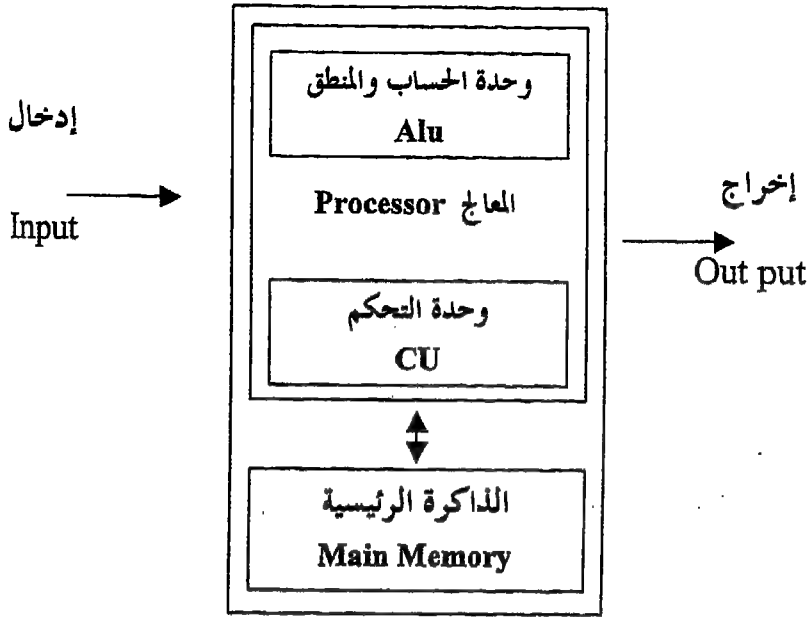 وحدة الحساب والمنطق
Alu
إدخال
Input
المعالج Processor
إخراج
Out put
وحدة التحكم
CU
الذاكرة الرئيسية
Main Memory